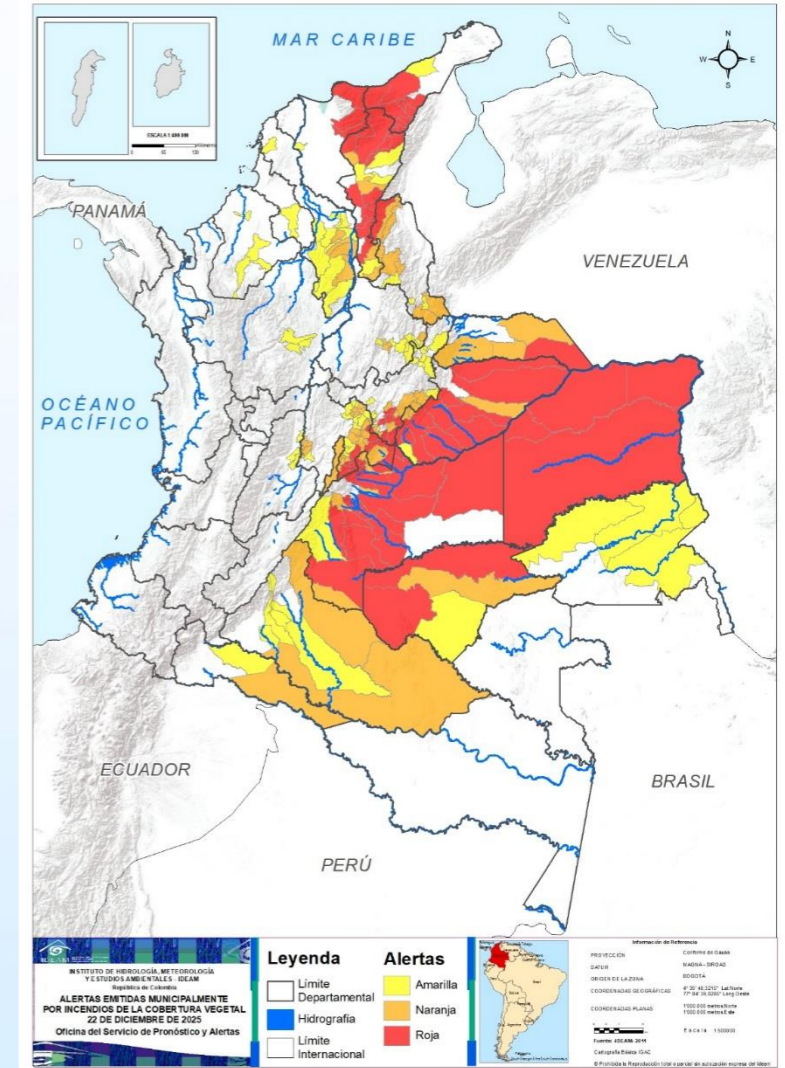 MAR CARIBE
N
W
E
S
PANAMÁ
VENEZUELA
OCÉANO
PACÍFICO
ECUADOR
BRASIL
PERÚ
INSTITUTO DE HIDROLOGÍA, METEOROLOGÍA
Y ESTUDIOS AMBIENTALES - IDEAM
República de Colombia
ALERTAS EMITIDAS MUNICIPALMENTE
POR INCENDIOS DE LA COBERTURA VEGETAL
22 DE DICIEMBRE DE 2025
Oficina del Servicio de Pronóstico y Alertas
Leyenda
Límite
Departamental
Hidrografía
Límite
Internacional
Alertas
Amarilla
Naranja
Roja
Información de Referencia
PROYECCIÓN
Conforme de Gauss
DATUM
MAGNA - SIRGAS
ORIGEN DE LA ZONA
BOGOTÁ
COORDENADAS GEOGRÁFICAS
COORDENADAS PLANAS
Cartografía Básica IGAC